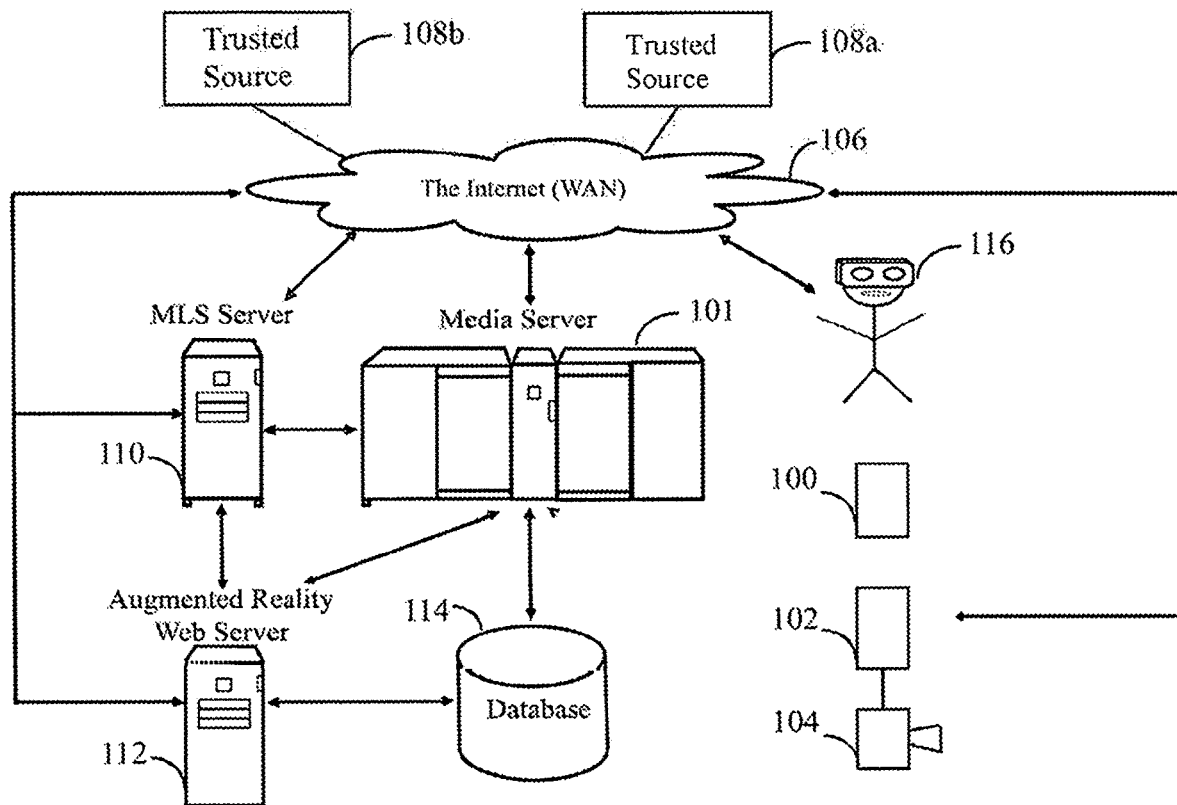 Trusted
Source
108b
Trusted
Source
108a
106
The Internet (WAN)
116
MLS Server
Media Server
101
110
100
Augmented Reality
Web Server
114
102
Database
104
112